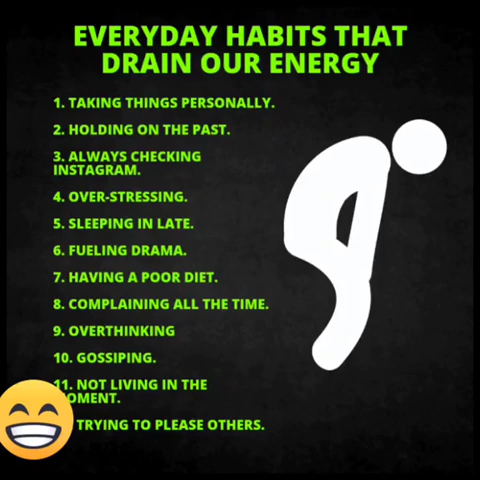 EVERYDAY HABITS THAT
DRAIN OUR ENERGY
1. TAKING THINGS PERSONALLY.
2. HOLDING ON THE PAST.
3. ALWAYS CHECKING
INSTAGRAM.
4. OVER-STRESSING.
5. SLEEPING IN LATE.
6. FUELING DRAMA.
7. HAVING A POOR DIET.
8. COMPLAINING ALL THE TIME.
9. OVERTHINKING
10. GOSSIPING.
11. NOT LIVING IN THE
OMENT.
TRYING TO PLEASE OTHERS.